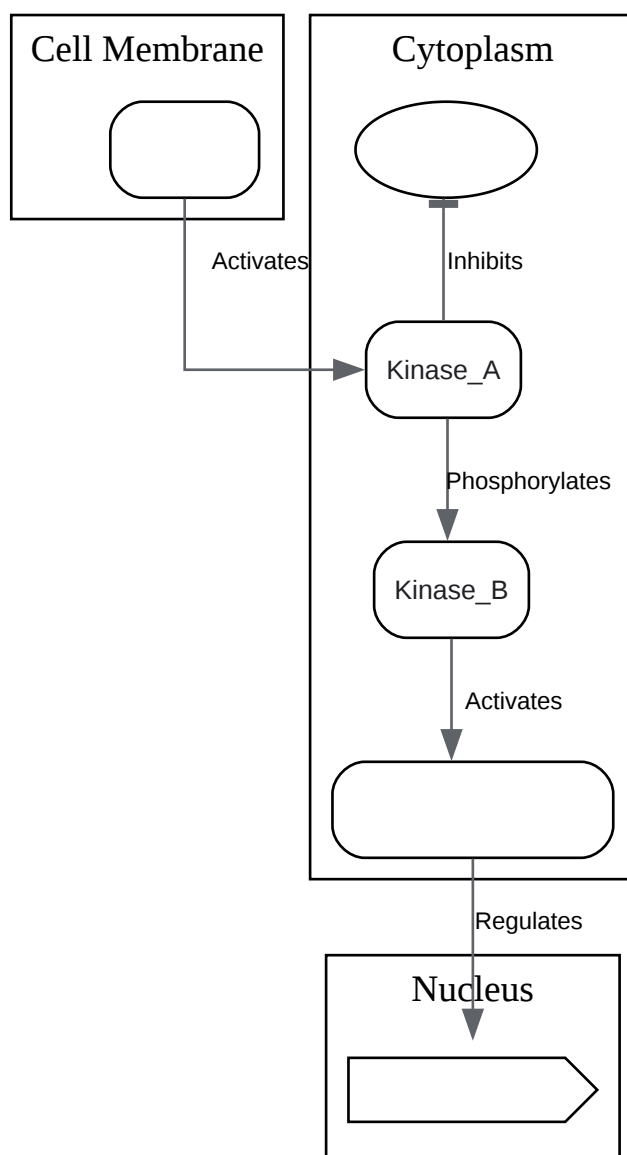 Cell Membrane
Cytoplasm
Activates
Inhibits
Kinase_A
Phosphorylates
Kinase_B
Activates
Regulates
Nucleus